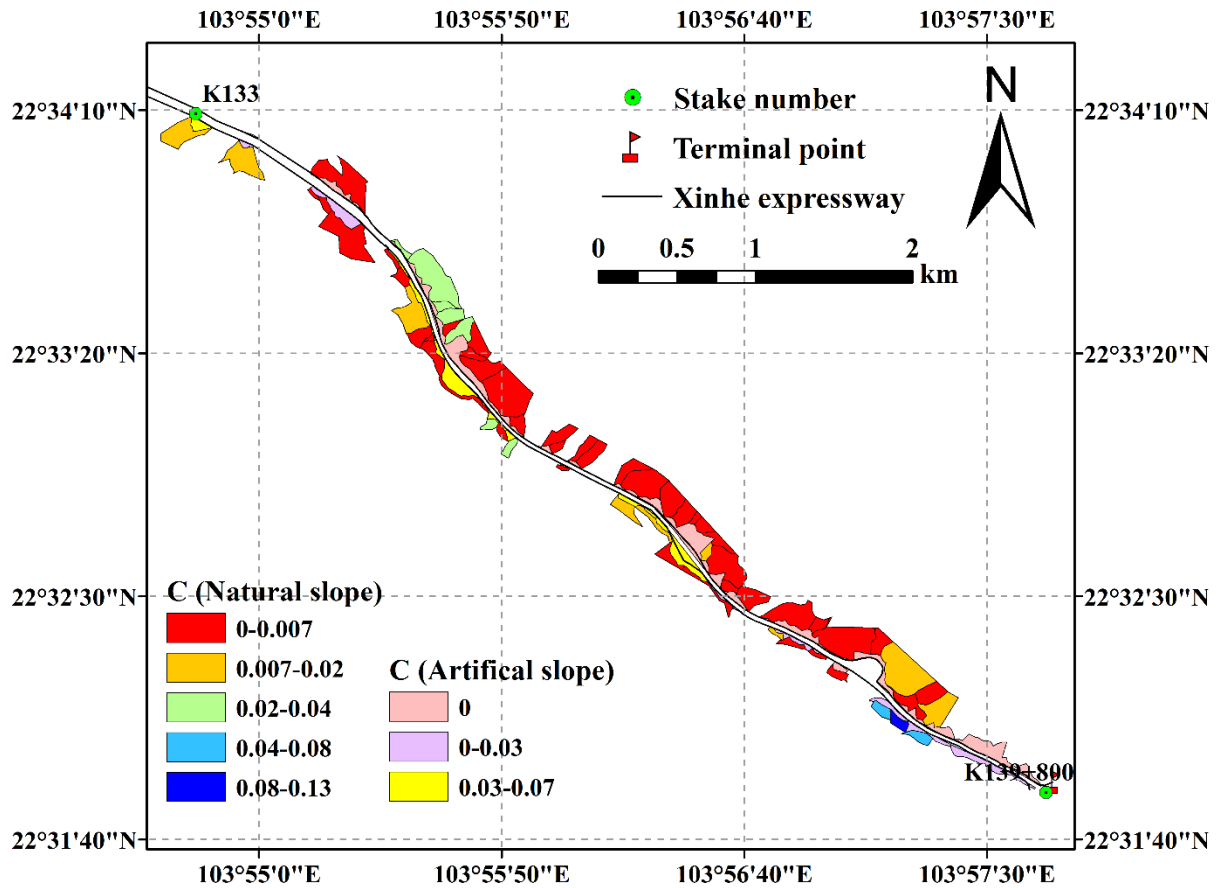 103°55'0"E 103°55'50"E 103°56'40"E 103°57'30"E
K133
22°34'10"N 22°34'10"N
N
Stake number
Terminal point
Xinhe expressway
0 0.5 1 2
km
22°33'20"N 22°33'20"N
22°32'30"N 22°32'30"N
C (Natural slope)
0-0.007
0.007-0.02
0.02-0.04
0.04-0.08
0.08-0.13
C (Artifical slope)
0
0-0.03
0.03-0.07
K139+800
22°31'40"N 22°31'40"N
103°55'0"E 103°55'50"E 103°56'40"E 103°57'30"E